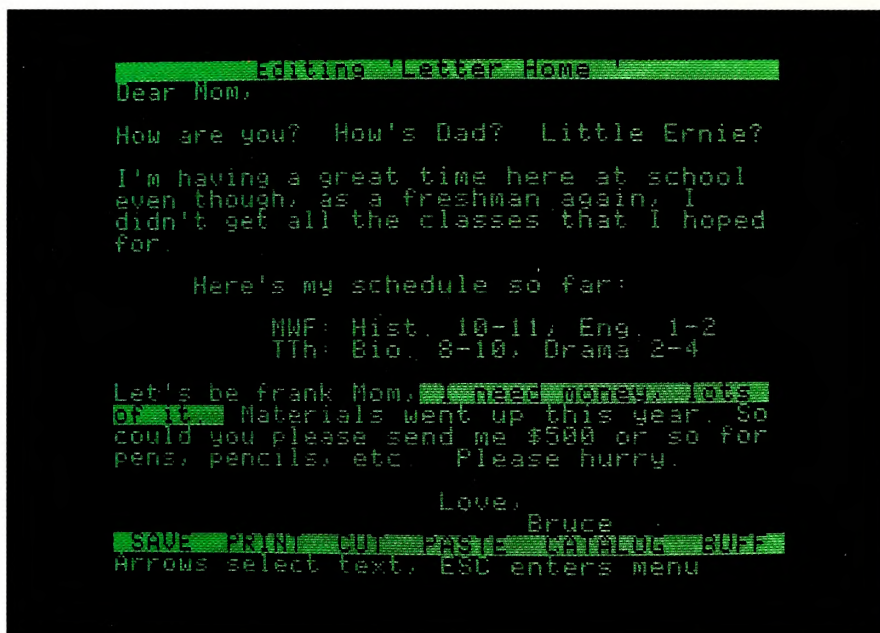 Editing 'Letter Home '
Dear Mom,
How are you?  How's Dad?  Little Ernie?
I'm having a great time here at school
even though, as a freshman again, I
didn't get all the classes that I hoped
for.
Here's my schedule so far:
MWF: Hist. 10-11, Eng. 1-2
TTh: Bio. 8-10, Drama 2-4
Let's be frank Mom, I need money, lots
of it. Materials went up this year. So
could you please send me $500 or so for
pens, pencils, etc.  Please hurry.
Love,
Bruce
SAVE PRINT CUT PASTE CATALOG BUFF
Arrows select text, ESC enters menu